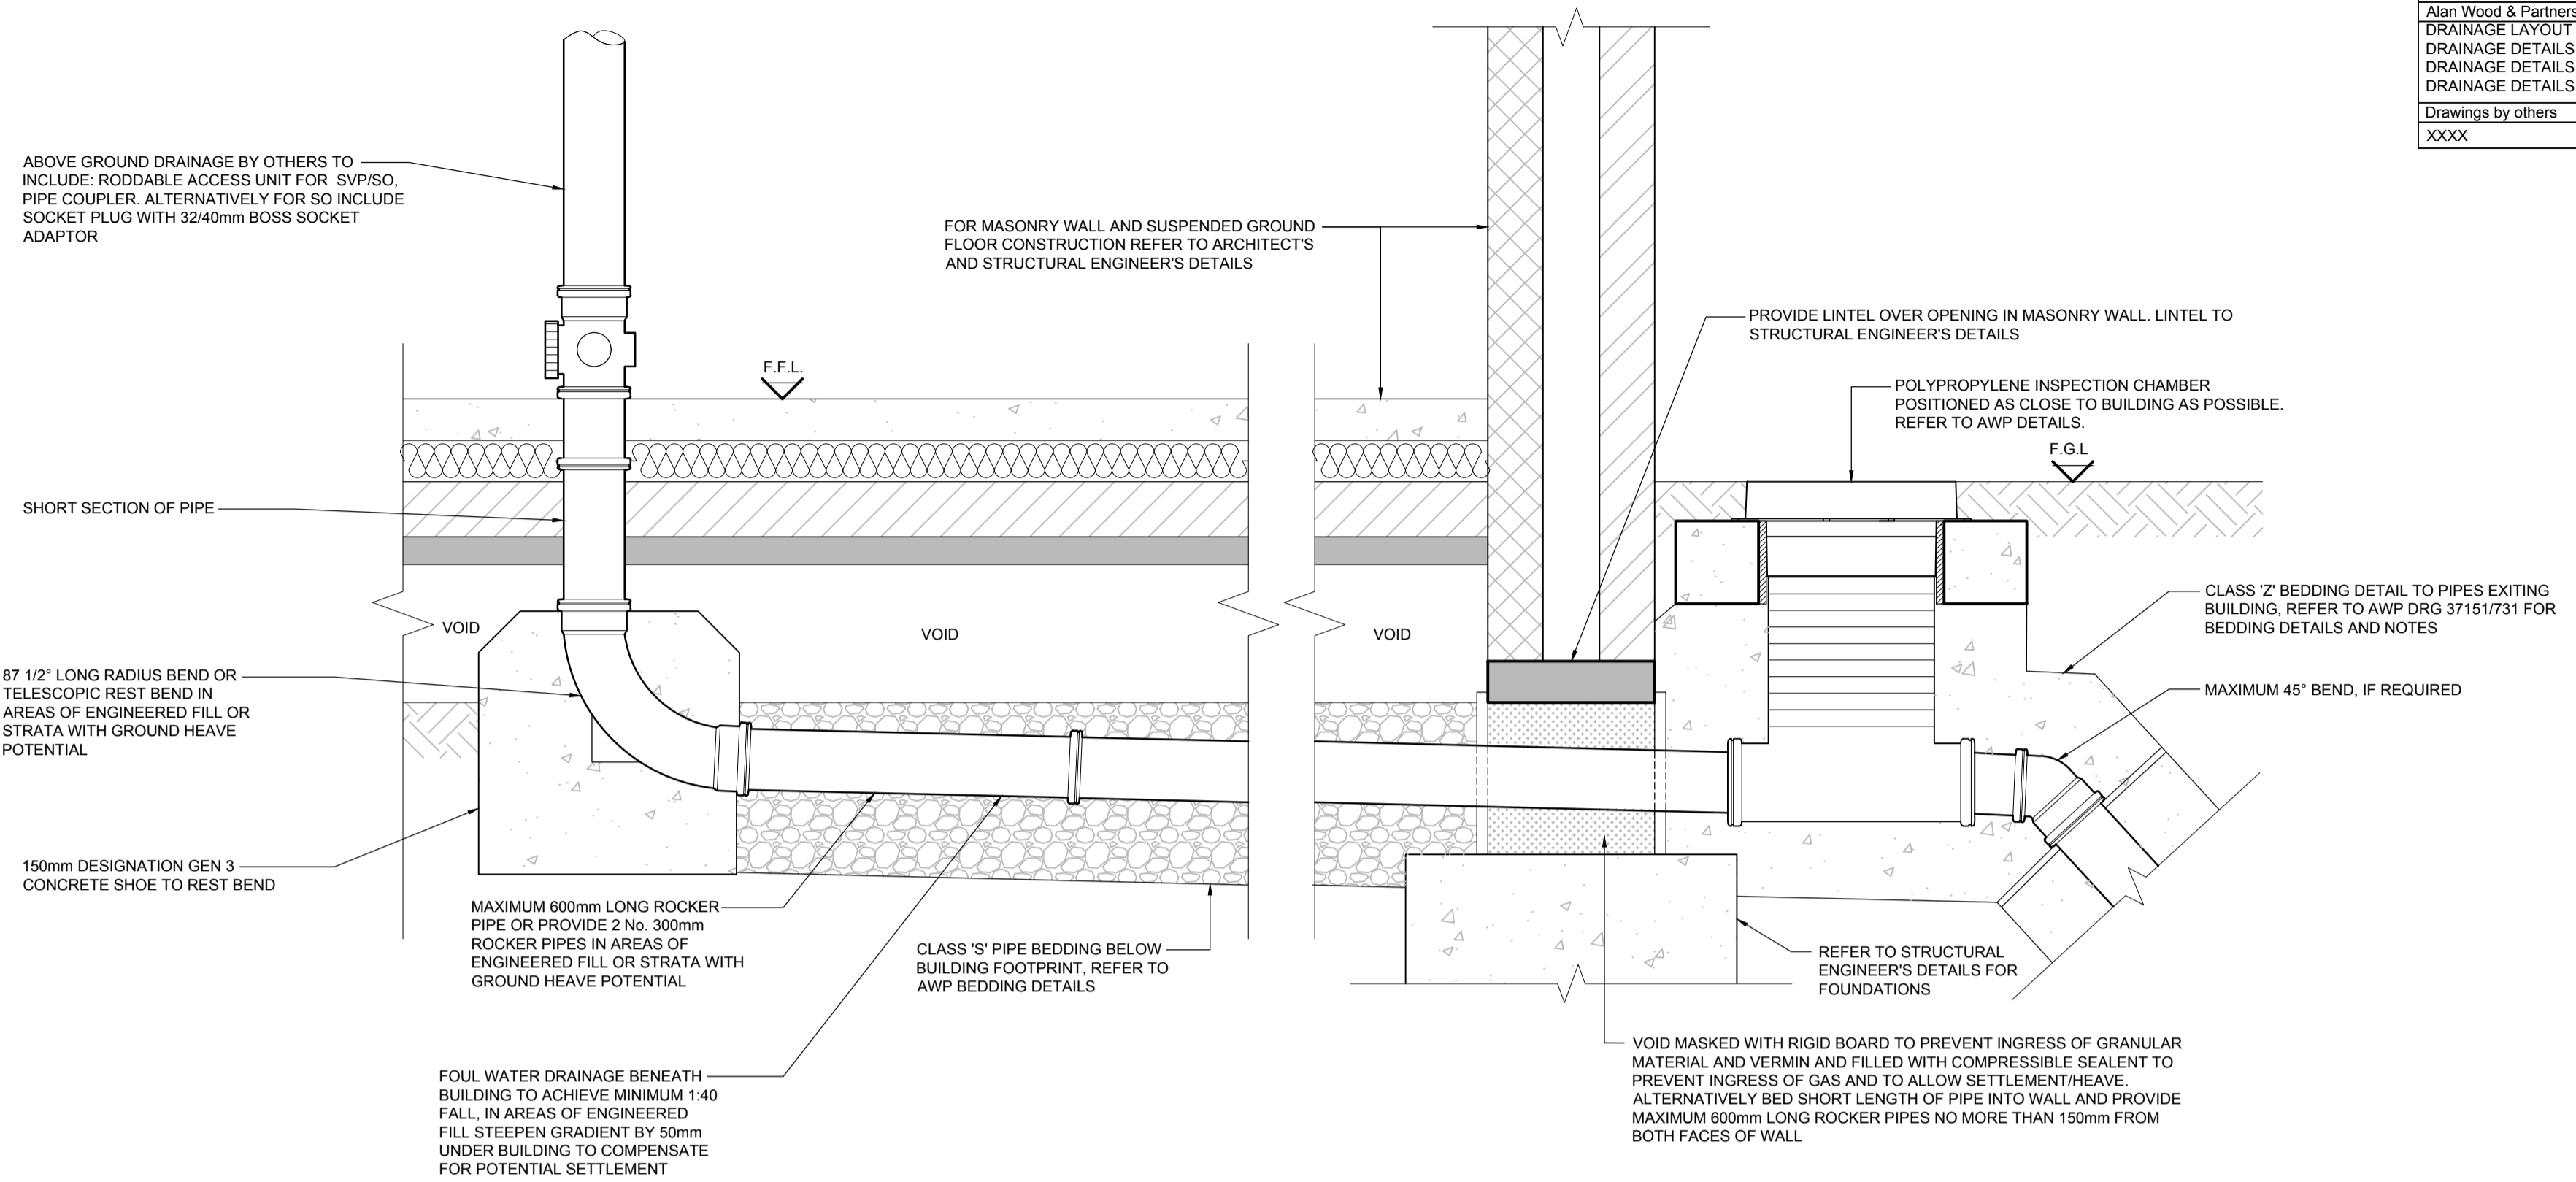 Alan Wood & Partners
DRAINAGE LAYOUT
DRAINAGE DETAILS
DRAINAGE DETAILS
DRAINAGE DETAILS
Drawings by others
XXXX
ABOVE GROUND DRAINAGE BY OTHERS TO
INCLUDE: RODDABLE ACCESS UNIT FOR SVP/SO,
PIPE COUPLER. ALTERNATIVELY FOR SO INCLUDE
SOCKET PLUG WITH 32/40mm BOSS SOCKET
ADAPTOR
FOR MASONRY WALL AND SUSPENDED GROUND
FLOOR CONSTRUCTION REFER TO ARCHITECT'S
AND STRUCTURAL ENGINEER'S DETAILS
PROVIDE LINTEL OVER OPENING IN MASONRY WALL. LINTEL TO
STRUCTURAL ENGINEER'S DETAILS
F.F.L.
POLYPROPYLENE INSPECTION CHAMBER
POSITIONED AS CLOSE TO BUILDING AS POSSIBLE.
REFER TO AWP DETAILS.
F.G.L
SHORT SECTION OF PIPE
CLASS 'Z' BEDDING DETAIL TO PIPES EXITING
BUILDING, REFER TO AWP DRG 37151/731 FOR
BEDDING DETAILS AND NOTES
VOID
VOID
VOID
87 1/2° LONG RADIUS BEND OR
TELESCOPIC REST BEND IN
AREAS OF ENGINEERED FILL OR
STRATA WITH GROUND HEAVE
POTENTIAL
MAXIMUM 45° BEND, IF REQUIRED
150mm DESIGNATION GEN 3
CONCRETE SHOE TO REST BEND
MAXIMUM 600mm LONG ROCKER
PIPE OR PROVIDE 2 No. 300mm
ROCKER PIPES IN AREAS OF
ENGINEERED FILL OR STRATA WITH
GROUND HEAVE POTENTIAL
CLASS 'S' PIPE BEDDING BELOW
BUILDING FOOTPRINT, REFER TO
AWP BEDDING DETAILS
REFER TO STRUCTURAL
ENGINEER'S DETAILS FOR
FOUNDATIONS
VOID MASKED WITH RIGID BOARD TO PREVENT INGRESS OF GRANULAR
MATERIAL AND VERMIN AND FILLED WITH COMPRESSIBLE SEALENT TO
PREVENT INGRESS OF GAS AND TO ALLOW SETTLEMENT/HEAVE.
ALTERNATIVELY BED SHORT LENGTH OF PIPE INTO WALL AND PROVIDE
MAXIMUM 600mm LONG ROCKER PIPES NO MORE THAN 150mm FROM
BOTH FACES OF WALL
FOUL WATER DRAINAGE BENEATH
BUILDING TO ACHIEVE MINIMUM 1:40
FALL, IN AREAS OF ENGINEERED
FILL STEEPEN GRADIENT BY 50mm
UNDER BUILDING TO COMPENSATE
FOR POTENTIAL SETTLEMENT